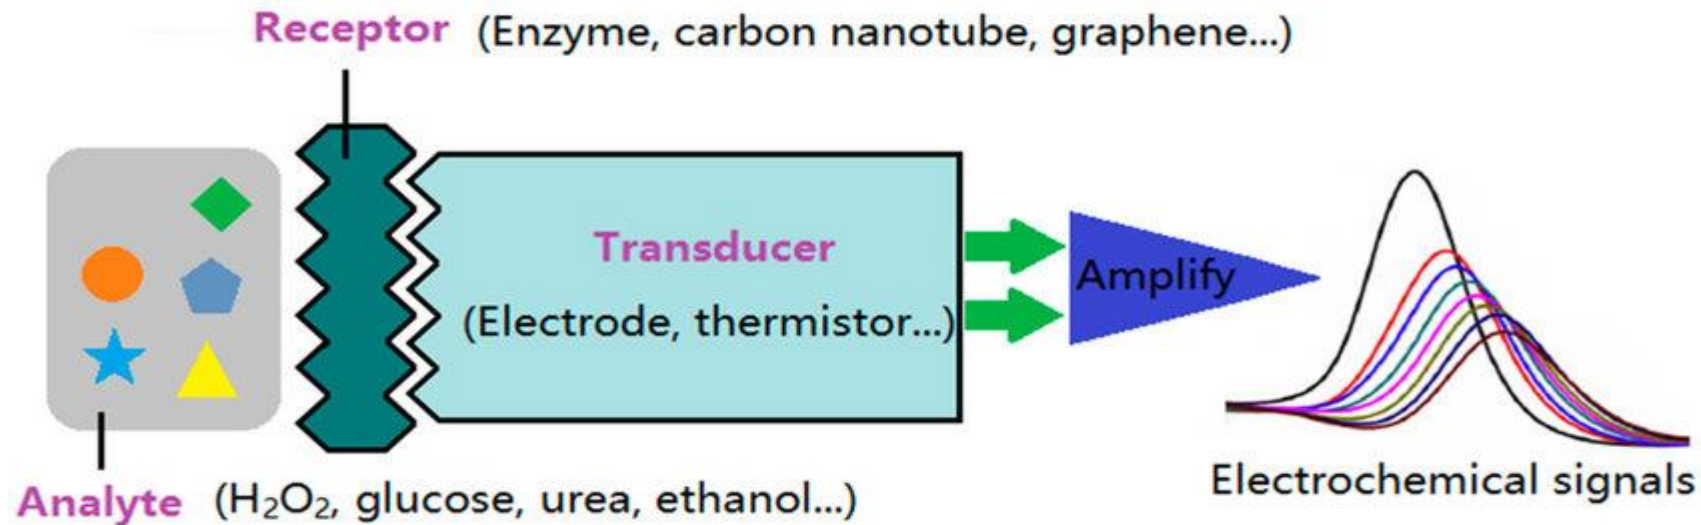 Receptor (Enzyme, carbon nanotube, graphene...)
Transducer
(Electrode, thermistor...)
Amplify
Electrochemical signals
Analyte (H₂O₂, glucose, urea, ethanol...)